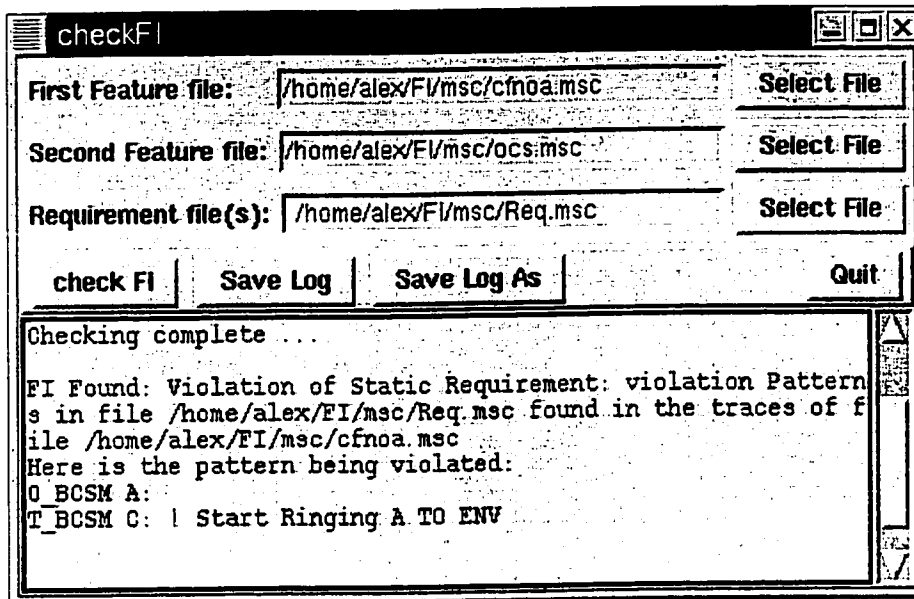 checkFI
First Feature file: /home/alex/FI/msc/cfnoa.msc Select File
Second Feature file: /home/alex/FI/msc/ocs.msc Select File
Requirement file(s): /home/alex/FI/msc/Req.msc Select File
check FI Save Log Save Log As Quit
Checking complete ...
FI Found: Violation of Static Requirement: violation Pattern
s in file /home/alex/FI/msc/Req.msc found in the traces of f
ile /home/alex/FI/msc/cfnoa.msc
Here is the pattern being violated:
O_BCSM A:
T_BCSM C: | Start Ringing A TO ENV